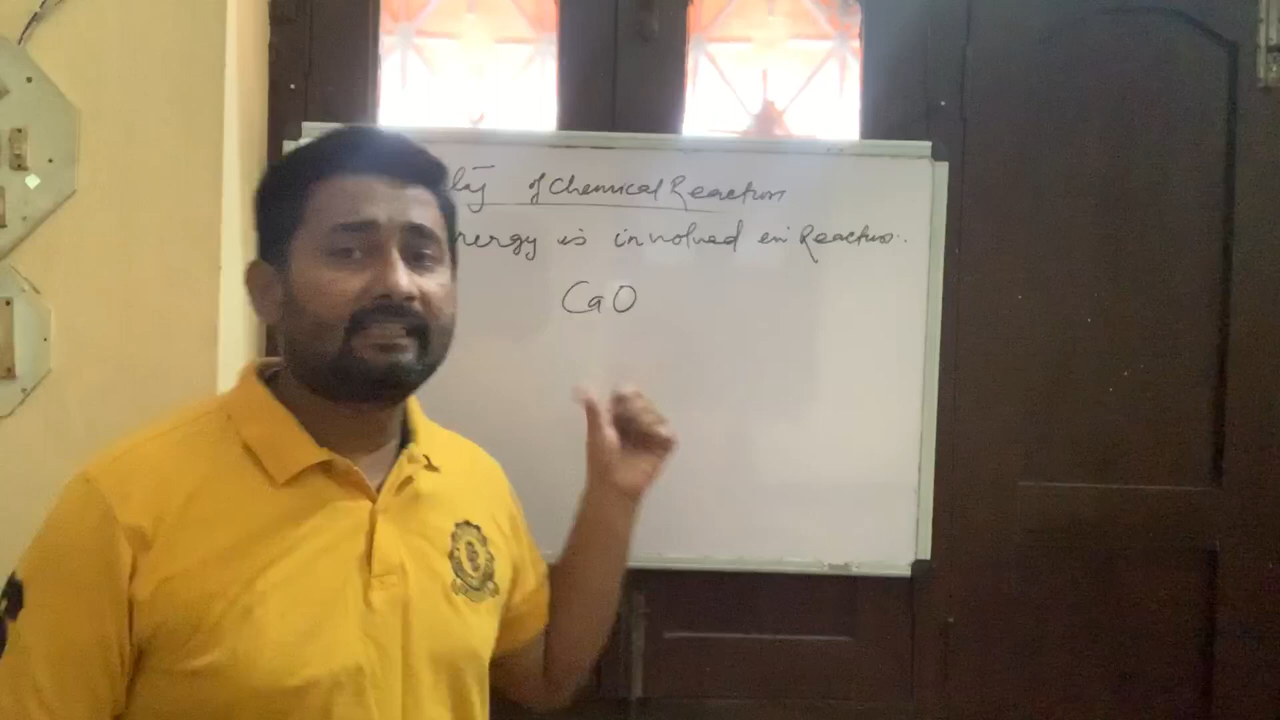 of Chemical Reaction
nergy is involved in Reaction.
CaO